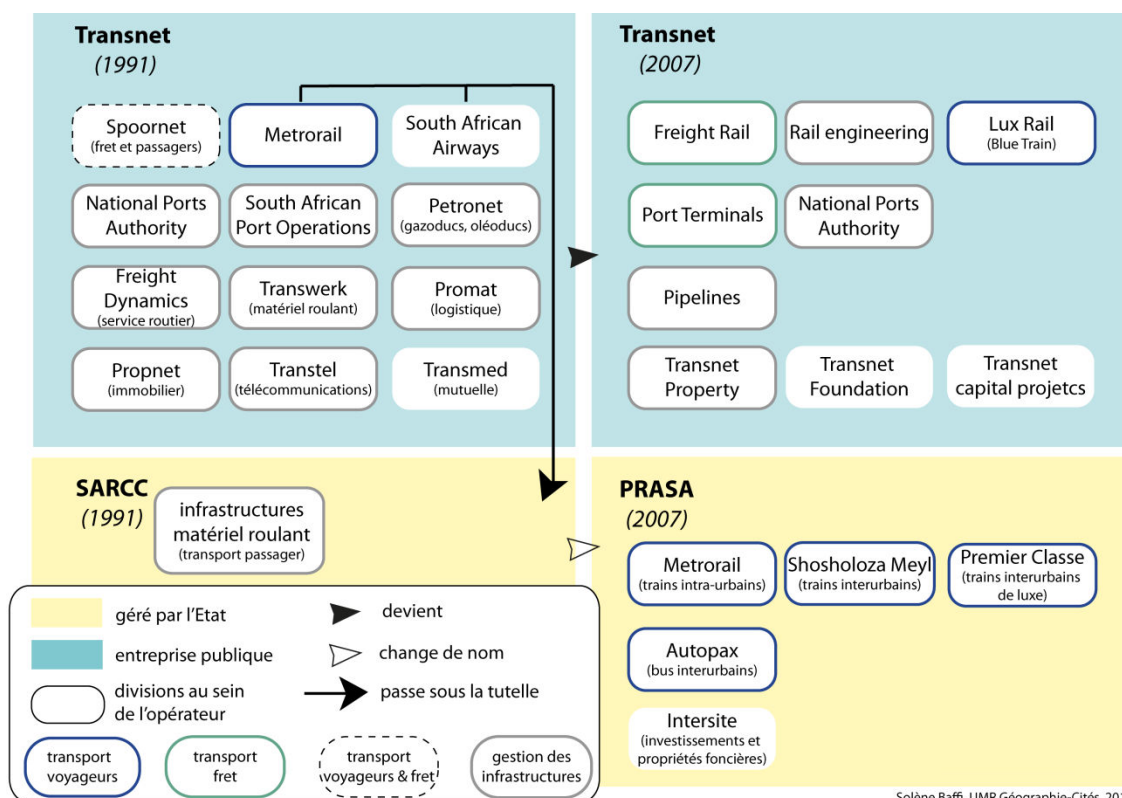 Transnet
(1991)
Spoornet
(fret et passagers)
Metrorail
South African
Airways
National Ports
Authority
South African
Port Operations
Petronet
(gazoducs, oléoducs)
Freight
Dynamics
(service routier)
Transwerk
(matériel roulant)
Promat
(logistique)
Propnet
(immobilier)
Transtel
(télécommunications)
Transmed
(mutuelle)
Transnet
(2007)
Freight Rail
Rail engineering
Lux Rail
(Blue Train)
Port Terminals
National Ports
Authority
Pipelines
Transnet
Property
Transnet
Foundation
Transnet
capital projetcs
SARCC
(1991)
infrastructures
matériel roulant
(transport passager)
PRASA
(2007)
Metrorail
(trains intra-urbains)
Shosholoza Meyl
(trains interurbains)
Premier Classe
(trains interurbains
de luxe)
Autopax
(bus interurbains)
Intersite
(investissements et
propriétés foncières)
géré par l'Etat
entreprise publique
divisions au sein
de l'opérateur
devient
change de nom
passe sous la tutelle
transport
voyageurs
transport
fret
transport
voyageurs & fret
gestion des
infrastructures
Solène Baffi, UMR Géographie-Cités,